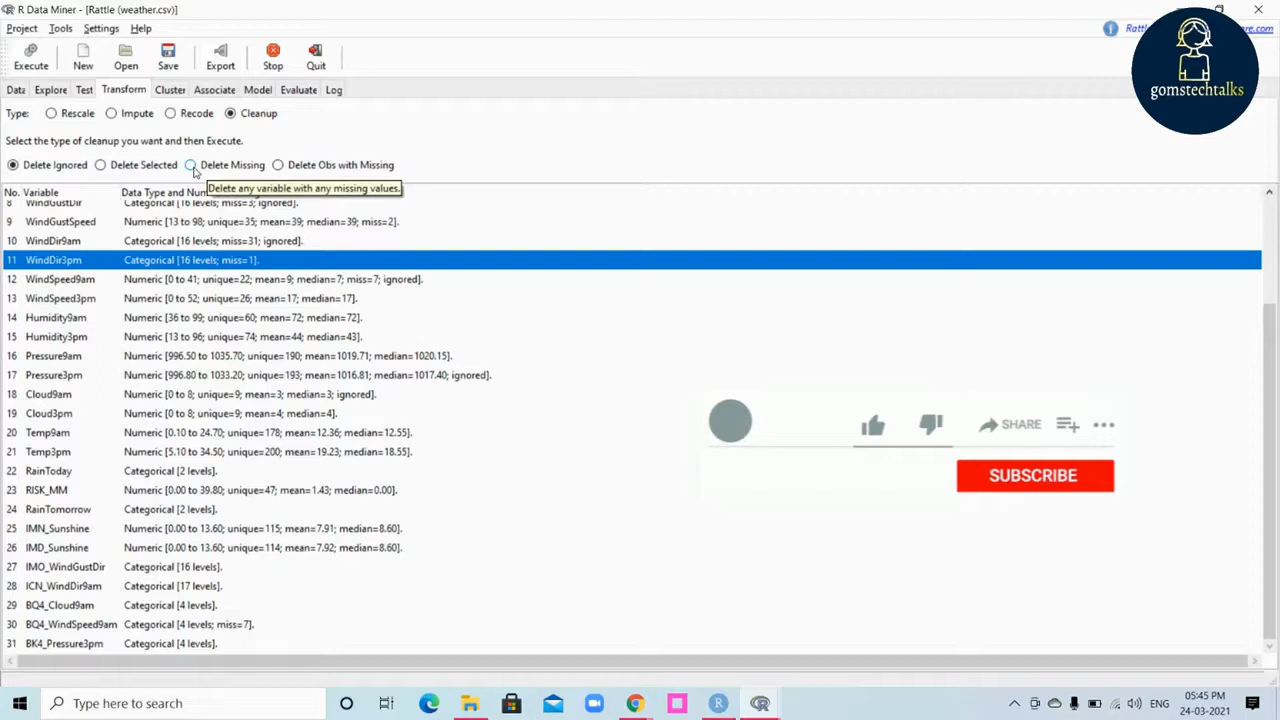 R Data Miner - [Rattle (weather.csv)]
Project Tools Settings Help
Execute New Open Save Export Stop Quit
gomstechtalks
Data Explore Test Transform Cluster Associate Model Evaluate Log
Type: Rescale Impute Recode Cleanup
Select the type of cleanup you want and then Execute.
Delete Ignored Delete Selected Delete Missing Delete Obs with Missing
Delete any variable with any missing values.
No. Variable Data Type and
8 WindGustDir Categorical [16 levels; miss=3; ignored].
9 WindGustSpeed Numeric [13 to 98; unique=35; mean=39; median=39; miss=2].
10 WindDir9am Categorical [16 levels; miss=31; ignored].
11 WindDir3pm Categorical [16 levels; miss=1].
12 WindSpeed9am Numeric [0 to 41; unique=22; mean=9; median=7; miss=7; ignored].
13 WindSpeed3pm Numeric [0 to 52; unique=26; mean=17; median=17].
14 Humidity9am Numeric [36 to 99; unique=60; mean=72; median=72].
15 Humidity3pm Numeric [13 to 96; unique=74; mean=44; median=43].
16 Pressure9am Numeric [996.50 to 1035.70; unique=190; mean=1019.71; median=1020.15].
17 Pressure3pm Numeric [996.80 to 1033.20; unique=193; mean=1016.81; median=1017.40; ignored].
18 Cloud9am Numeric [0 to 8; unique=9; mean=3; median=3; ignored].
19 Cloud3pm Numeric [0 to 8; unique=9; mean=4; median=4].
20 Temp9am Numeric [0.10 to 24.70; unique=178; mean=12.36; median=12.55].
21 Temp3pm Numeric [5.10 to 34.50; unique=200; mean=19.23; median=18.55].
22 RainToday Categorical [2 levels].
23 RISK_MM Numeric [0.00 to 39.80; unique=47; mean=1.43; median=0.00].
24 RainTomorrow Categorical [2 levels].
25 IMN_Sunshine Numeric [0.00 to 13.60; unique=115; mean=7.91; median=8.60].
26 IMD_Sunshine Numeric [0.00 to 13.60; unique=114; mean=7.92; median=8.60].
27 IMO_WindGustDir Categorical [16 levels].
28 ICN_WindDir9am Categorical [17 levels].
29 BQ4_Cloud9am Categorical [4 levels].
30 BQ4_WindSpeed9am Categorical [4 levels; miss=7].
31 BK4_Pressure3pm Categorical [4 levels].
SHARE
SUBSCRIBE
Type here to search
ENG
05:45 PM
24-03-2021